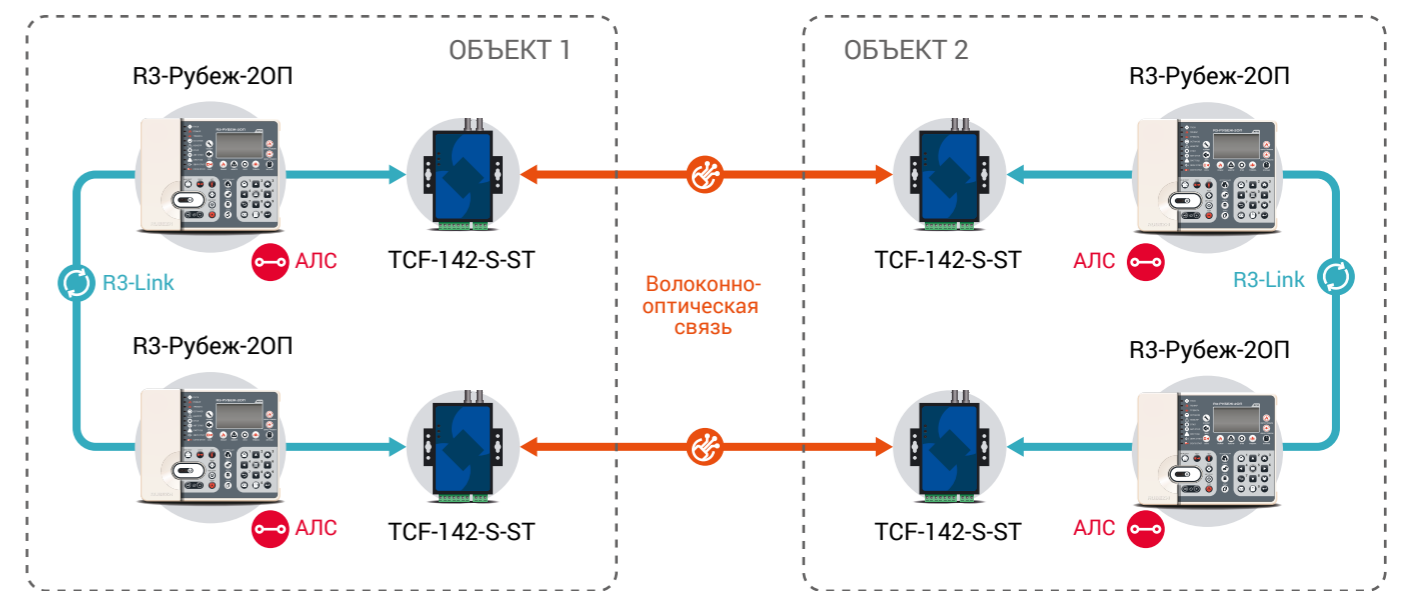 ОБЪЕКТ 1
ОБЪЕКТ 2
R3-Рубеж-2ОП
R3-Рубеж-2ОП
АЛС
TCF-142-S-ST
TCF-142-S-ST
АЛС
R3-Link
Волоконно-
оптическая
связь
R3-Link
R3-Рубеж-2ОП
R3-Рубеж-2ОП
АЛС
TCF-142-S-ST
TCF-142-S-ST
АЛС